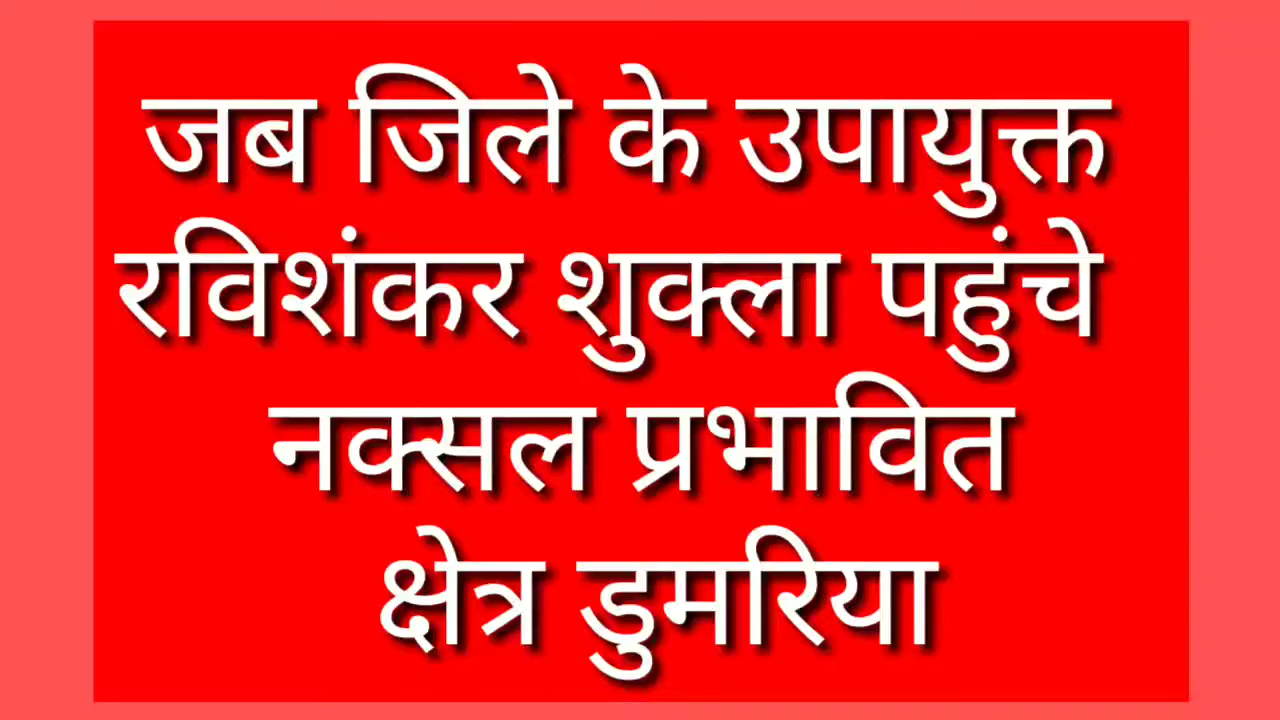 जब जिले के उपायुक्त
रविशंकर शुक्ला पहुंचे
नक्सल प्रभावित
क्षेत्र डुमरिया